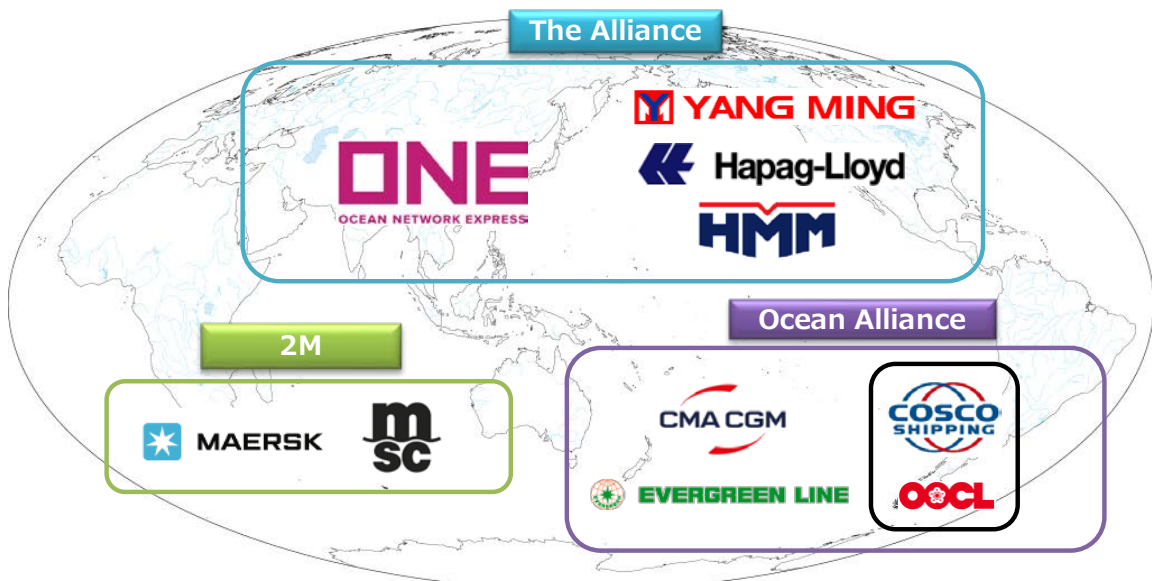 The Alliance
YM YANG MING
ONE
OCEAN NETWORK EXPRESS
Hapag-Lloyd
HMM
2M
MAERSK
msc
Ocean Alliance
CMA CGM
EVERGREEN LINE
COSCO
SHIPPING
OOCL